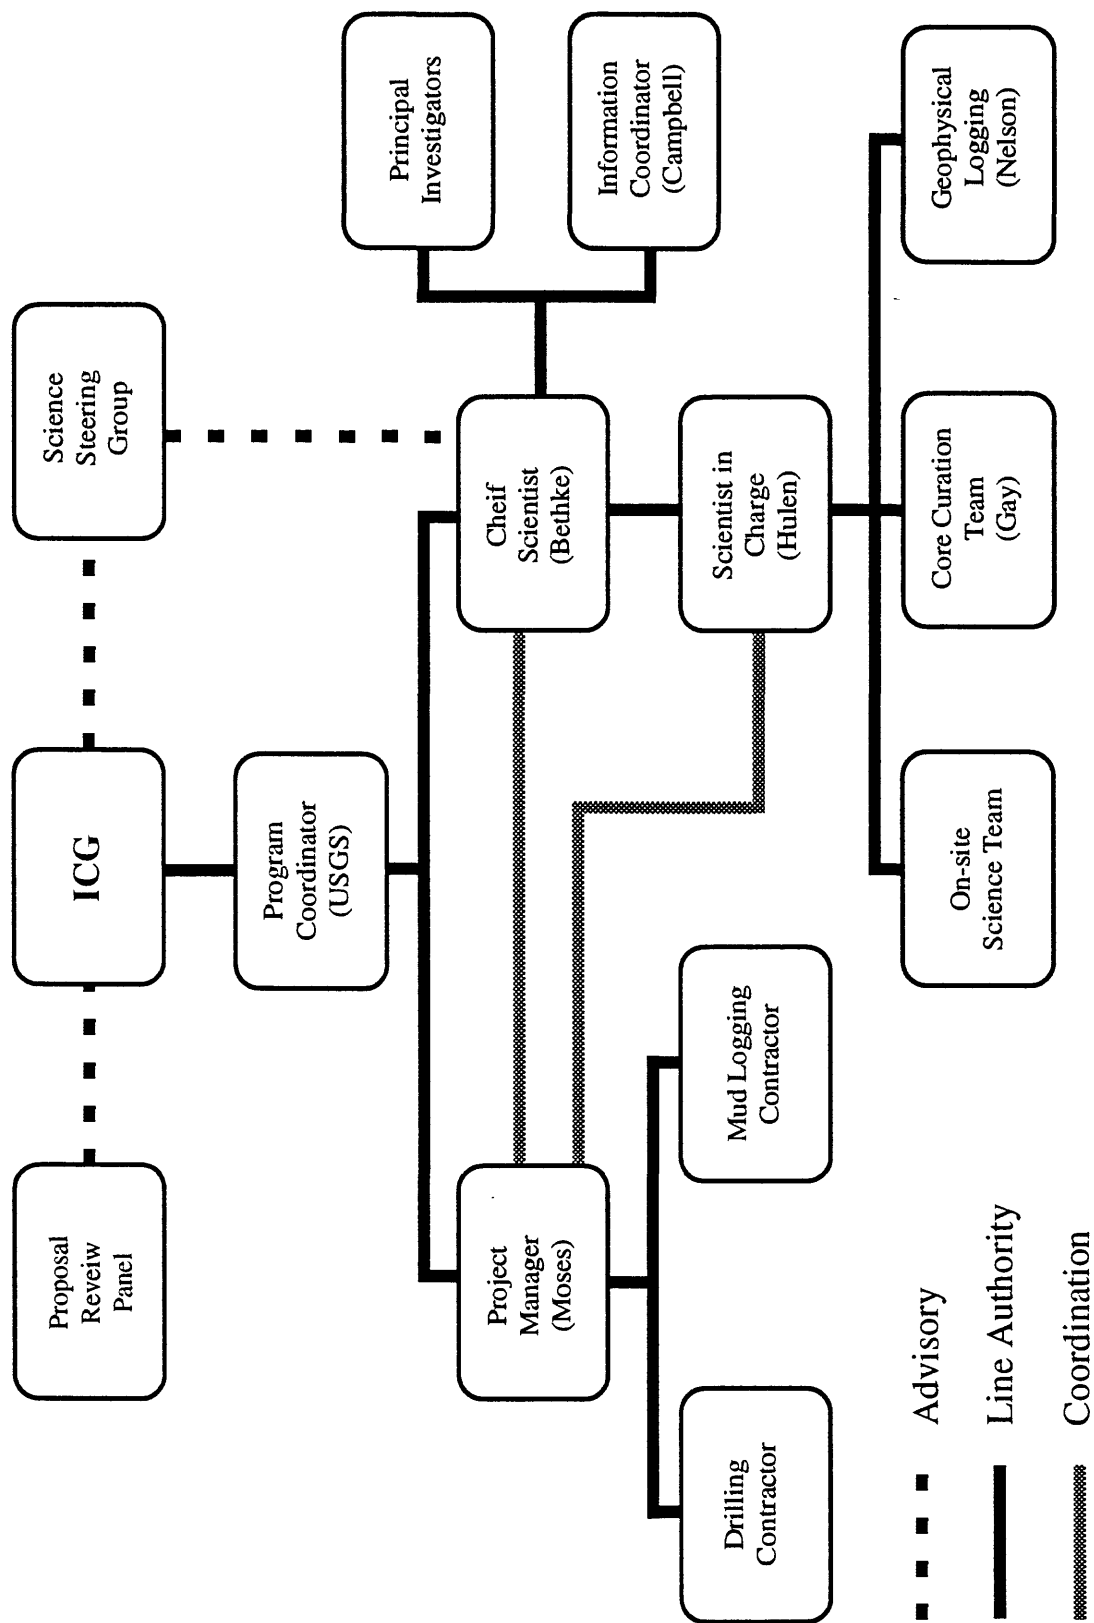 Proposal
Reveiw
Panel
ICG
Science
Steering
Group
Program
Coordinator
(USGS)
Principal
Investigators
Project
Manager
(Moses)
Cheif
Scientist
(Bethke)
Information
Coordinator
(Campbell)
Drilling
Contractor
Mud Logging
Contractor
Scientist in
Charge
(Hulen)
On-site
Science Team
Core Curation
Team
(Gay)
Geophysical
Logging
(Nelson)
Advisory
Line Authority
Coordination